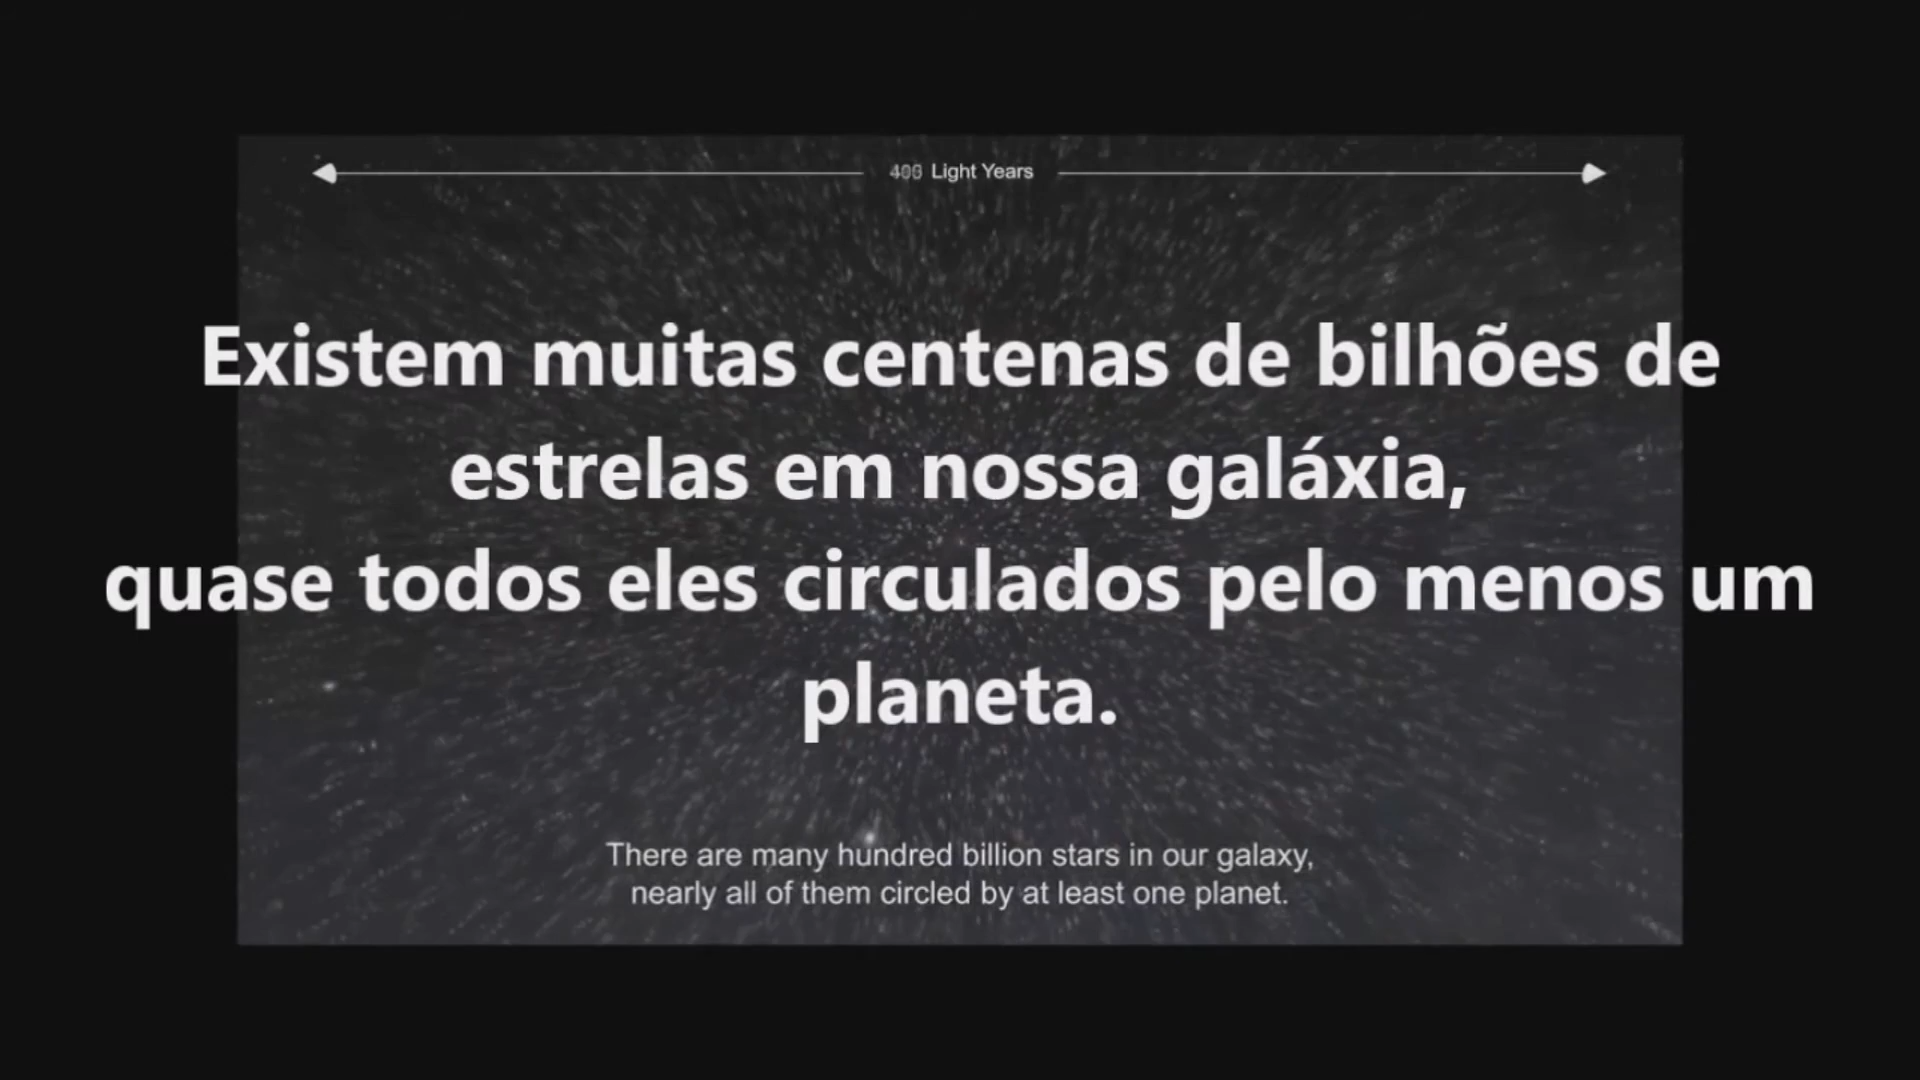 Light Years
Existem muitas centenas de bilhões de
estrelas em nossa galáxia,
quase todos eles circulados pelo menos um
planeta.
There are many hundred billion stars in our galaxy,
nearly all of them circled by at least one planet.